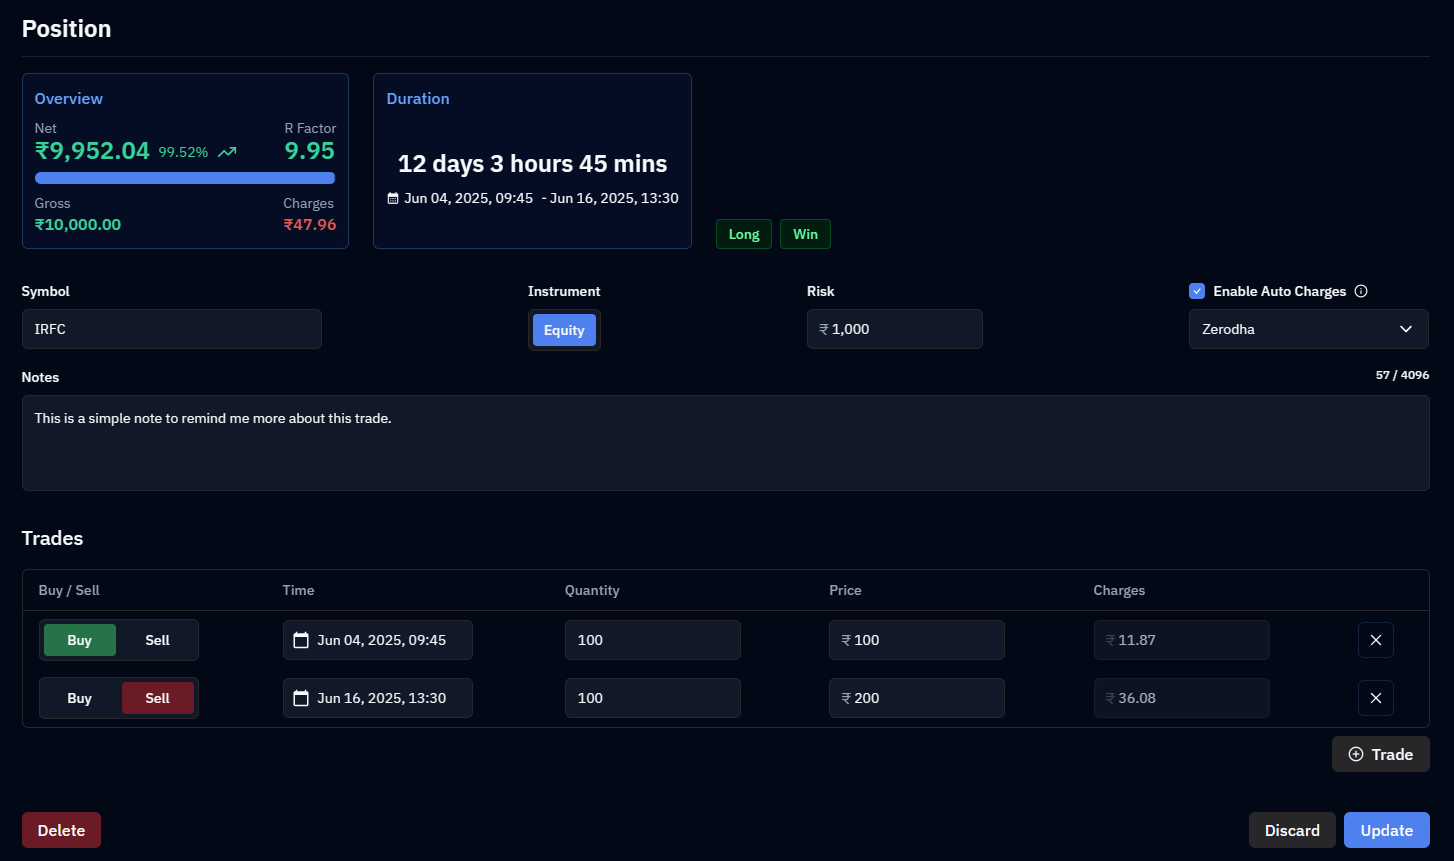 Position
Overview
Net
R Factor
₹9,952.04 99.52%
9.95
Gross
Charges
₹10,000.00
₹47.96
Duration
12 days 3 hours 45 mins
Jun 04, 2025, 09:45 - Jun 16, 2025, 13:30
Long
Win
Symbol
IRFC
Instrument
Equity
Risk
₹ 1,000
Enable Auto Charges
Zerodha
Notes
57 / 4096
This is a simple note to remind me more about this trade.
Trades
Buy / Sell Time Quantity Price Charges
Buy Sell Jun 04, 2025, 09:45 100 ₹ 100 ₹ 11.87
Buy Sell Jun 16, 2025, 13:30 100 ₹ 200 ₹ 36.08
Trade
Delete
Discard
Update